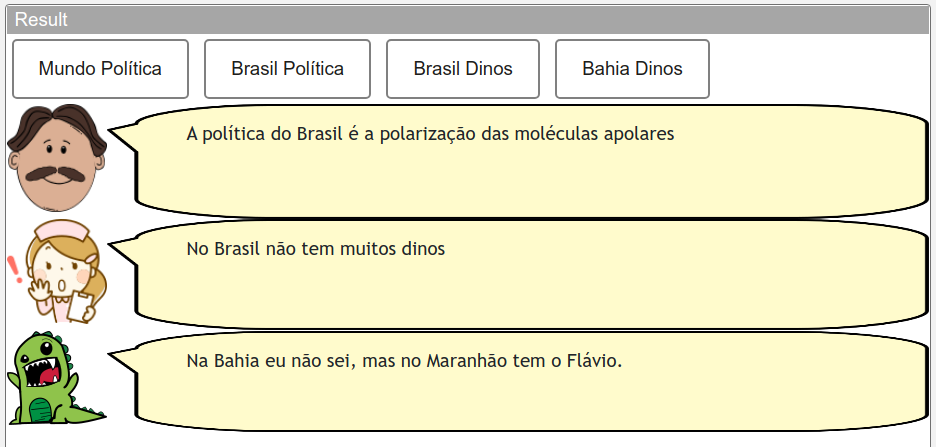 Result
Mundo Política
Brasil Política
Brasil Dinos
Bahia Dinos
A política do Brasil é a polarização das moléculas apolares
No Brasil não tem muitos dinos
Na Bahia eu não sei, mas no Maranhão tem o Flávio.